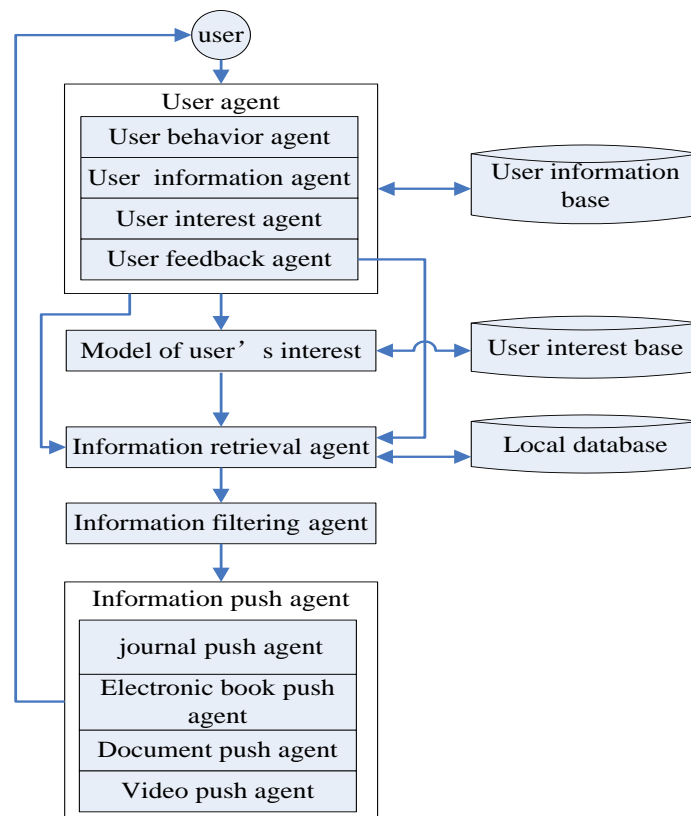 user
User agent
User behavior agent
User information agent
User interest agent
User feedback agent
User information
base
Model of user’s interest
User interest base
Information retrieval agent
Local database
Information filtering agent
Information push agent
journal push agent
Electronic book push
agent
Document push agent
Video push agent